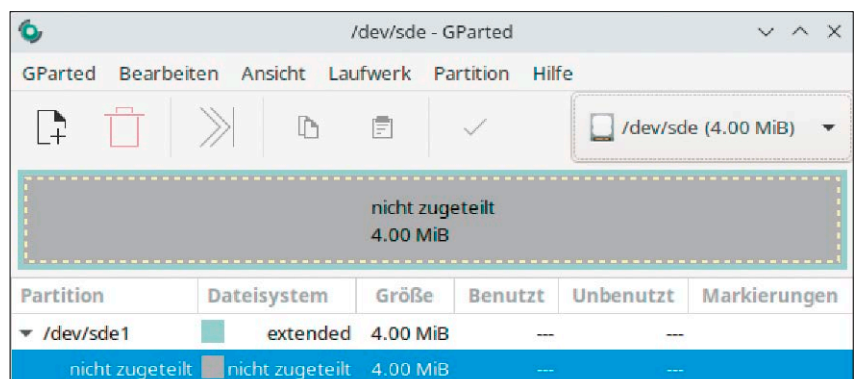 /dev/sde - GParted
GParted Bearbeiten Ansicht Laufwerk Partition Hilfe
/dev/sde (4.00 MiB)
nicht zugeteilt
4.00 MiB
Partition Dateisystem Größe Benutzt Unbenutzt Markierungen
/dev/sde1 extended 4.00 MiB --- ---
nicht zugeteilt nicht zugeteilt 4.00 MiB --- ---